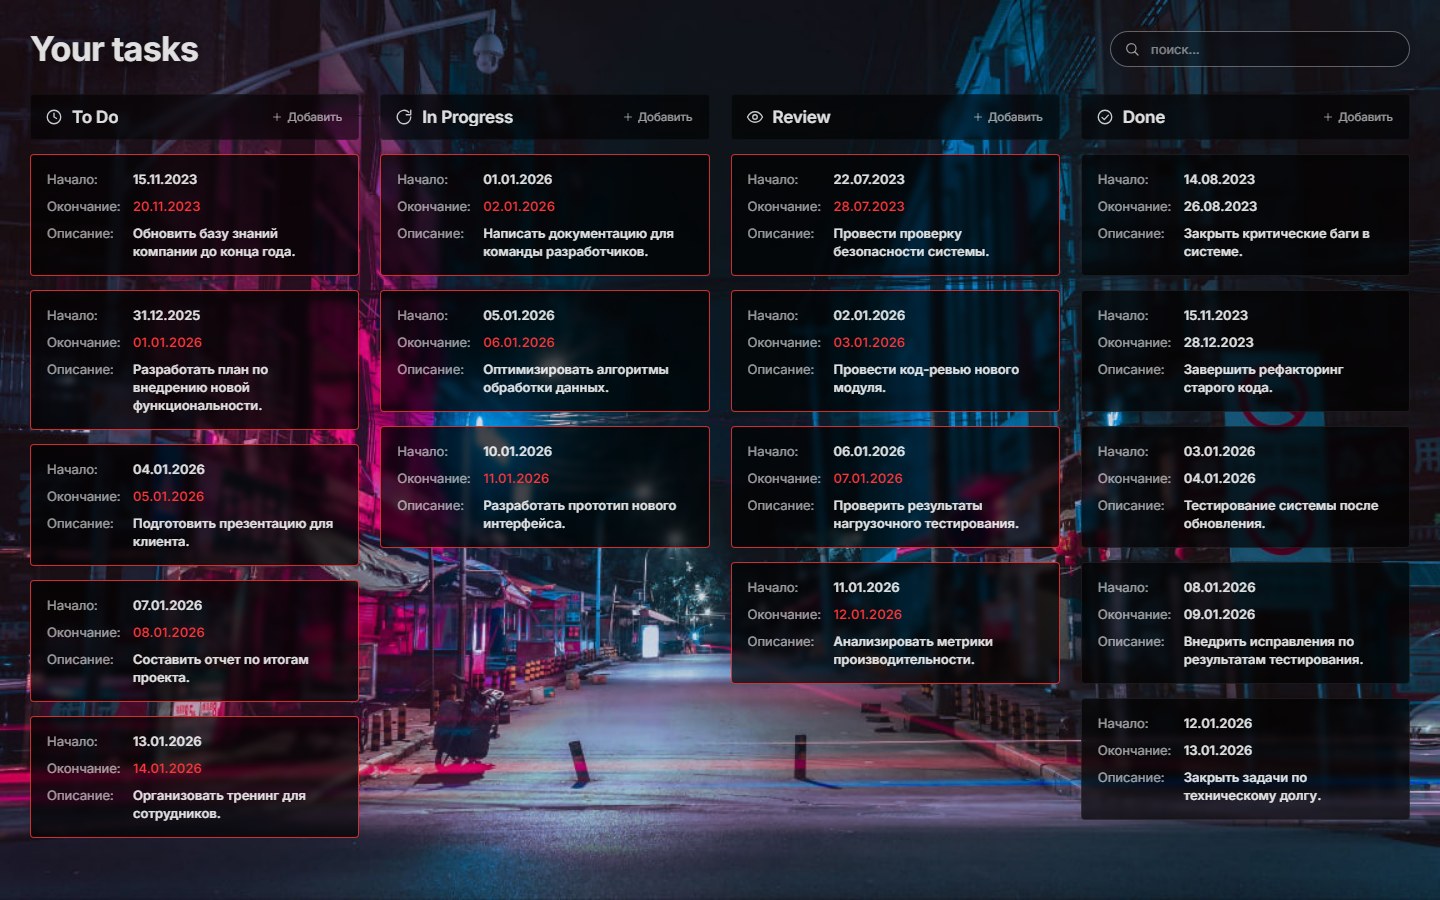 Your tasks
поиск...
To Do
+ Добавить
Начало: 15.11.2023
Окончание: 20.11.2023
Описание: Обновить базу знаний
компании до конца года.
Начало: 31.12.2025
Окончание: 01.01.2026
Описание: Разработать план по
внедрению новой
функциональности.
Начало: 04.01.2026
Окончание: 05.01.2026
Описание: Подготовить презентацию для
клиента.
Начало: 07.01.2026
Окончание: 08.01.2026
Описание: Составить отчет по итогам
проекта.
Начало: 13.01.2026
Окончание: 14.01.2026
Описание: Организовать тренинг для
сотрудников.
In Progress
+ Добавить
Начало: 01.01.2026
Окончание: 02.01.2026
Описание: Написать документацию для
команды разработчиков.
Начало: 05.01.2026
Окончание: 06.01.2026
Описание: Оптимизировать алгоритмы
обработки данных.
Начало: 10.01.2026
Окончание: 11.01.2026
Описание: Разработать прототип нового
интерфейса.
Review
+ Добавить
Начало: 22.07.2023
Окончание: 28.07.2023
Описание: Провести проверку
безопасности системы.
Начало: 02.01.2026
Окончание: 03.01.2026
Описание: Провести код-ревью нового
модуля.
Начало: 06.01.2026
Окончание: 07.01.2026
Описание: Проверить результаты
нагрузочного тестирования.
Начало: 11.01.2026
Окончание: 12.01.2026
Описание: Анализировать метрики
производительности.
Done
+ Добавить
Начало: 14.08.2023
Окончание: 26.08.2023
Описание: Закрыть критические баги в
системе.
Начало: 15.11.2023
Окончание: 28.12.2023
Описание: Завершить рефакторинг
старого кода.
Начало: 03.01.2026
Окончание: 04.01.2026
Описание: Тестирование системы после
обновления.
Начало: 08.01.2026
Окончание: 09.01.2026
Описание: Внедрить исправления по
результатам тестирования.
Начало: 12.01.2026
Окончание: 13.01.2026
Описание: Закрыть задачи по
техническому долгу.
用